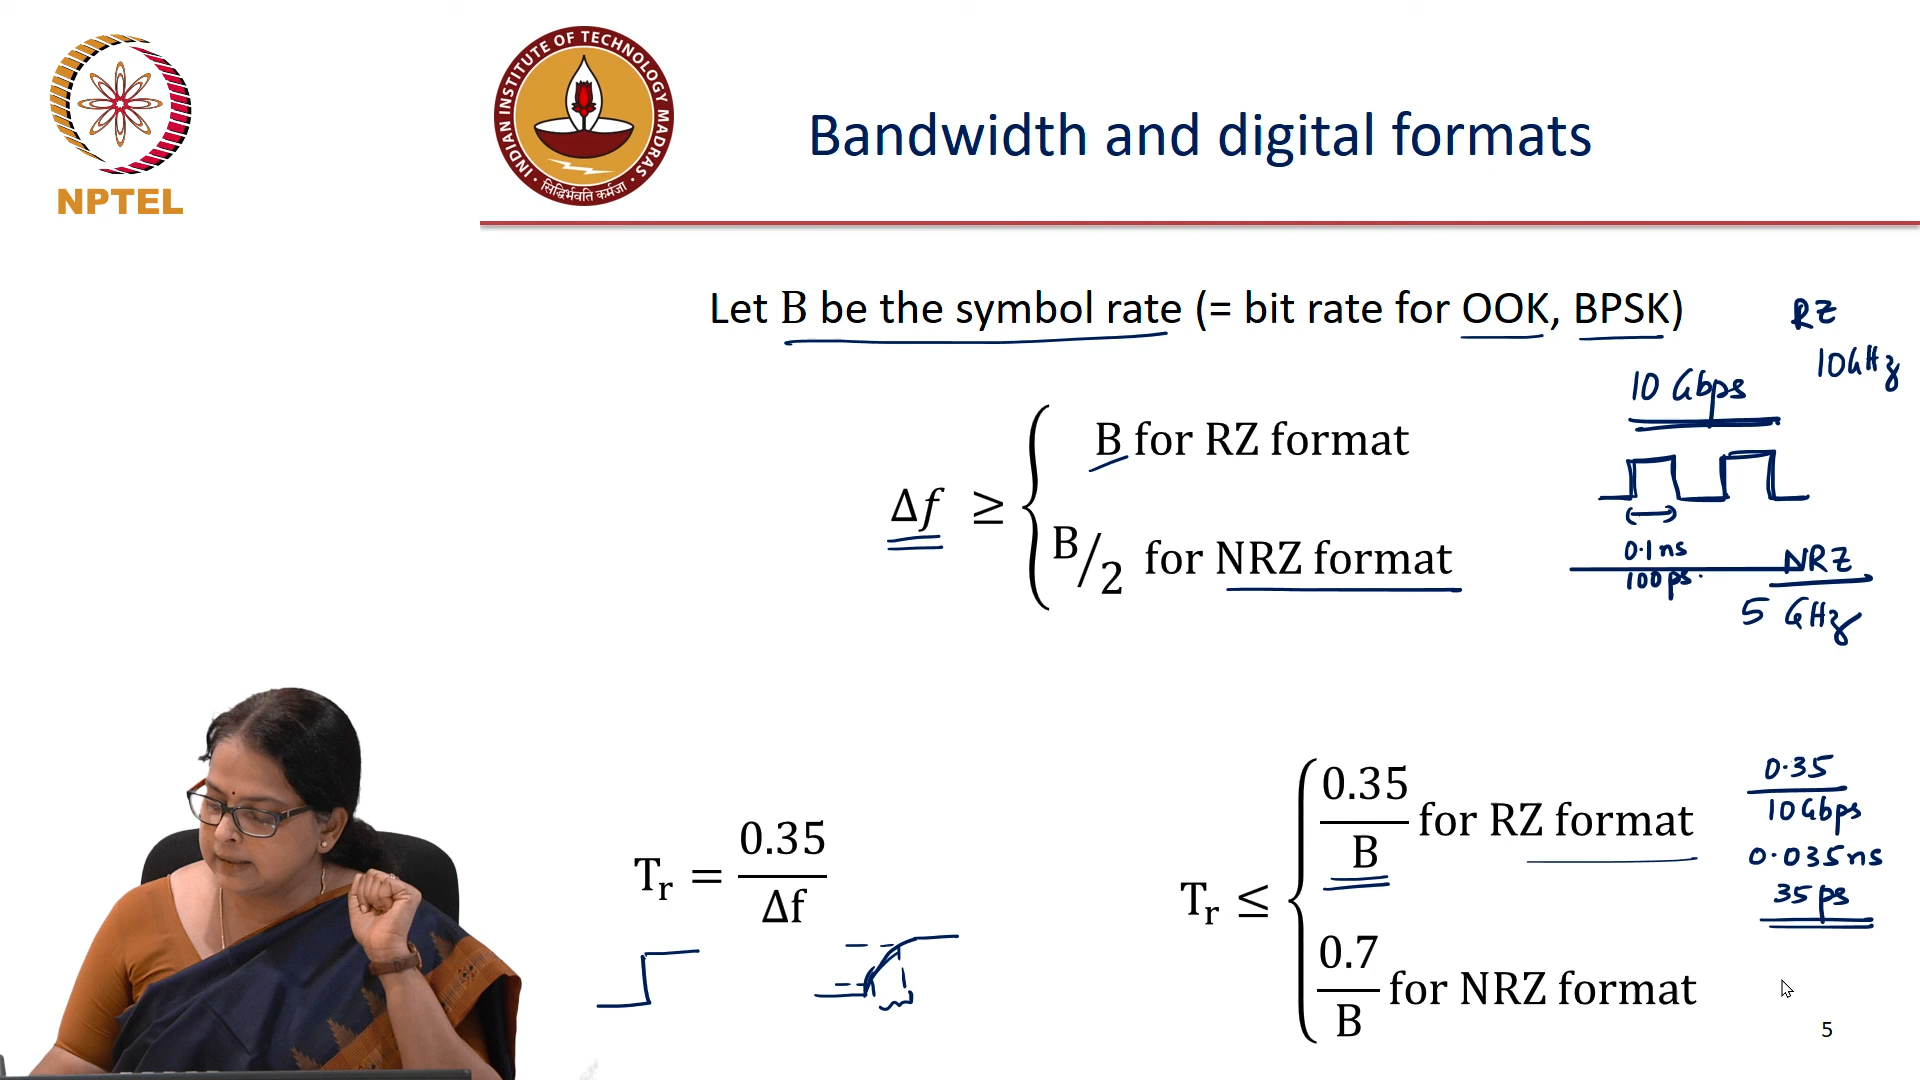 NPTEL
INDIAN INSTITUTE OF TECHNOLOGY MADRAS
सिद्धिर्भवति कर्मजा
Bandwidth and digital formats
Let B be the symbol rate (= bit rate for OOK, BPSK)
RZ
10GHz
10 Gbps
Δf ≥
B for RZ format
B/2 for NRZ format
0.1ns
100ps.
NRZ
5 GHz
Tr = 0.35/Δf
Tr ≤
0.35/B for RZ format
0.7/B for NRZ format
0.35
10Gbps
0.035ns
35ps
5